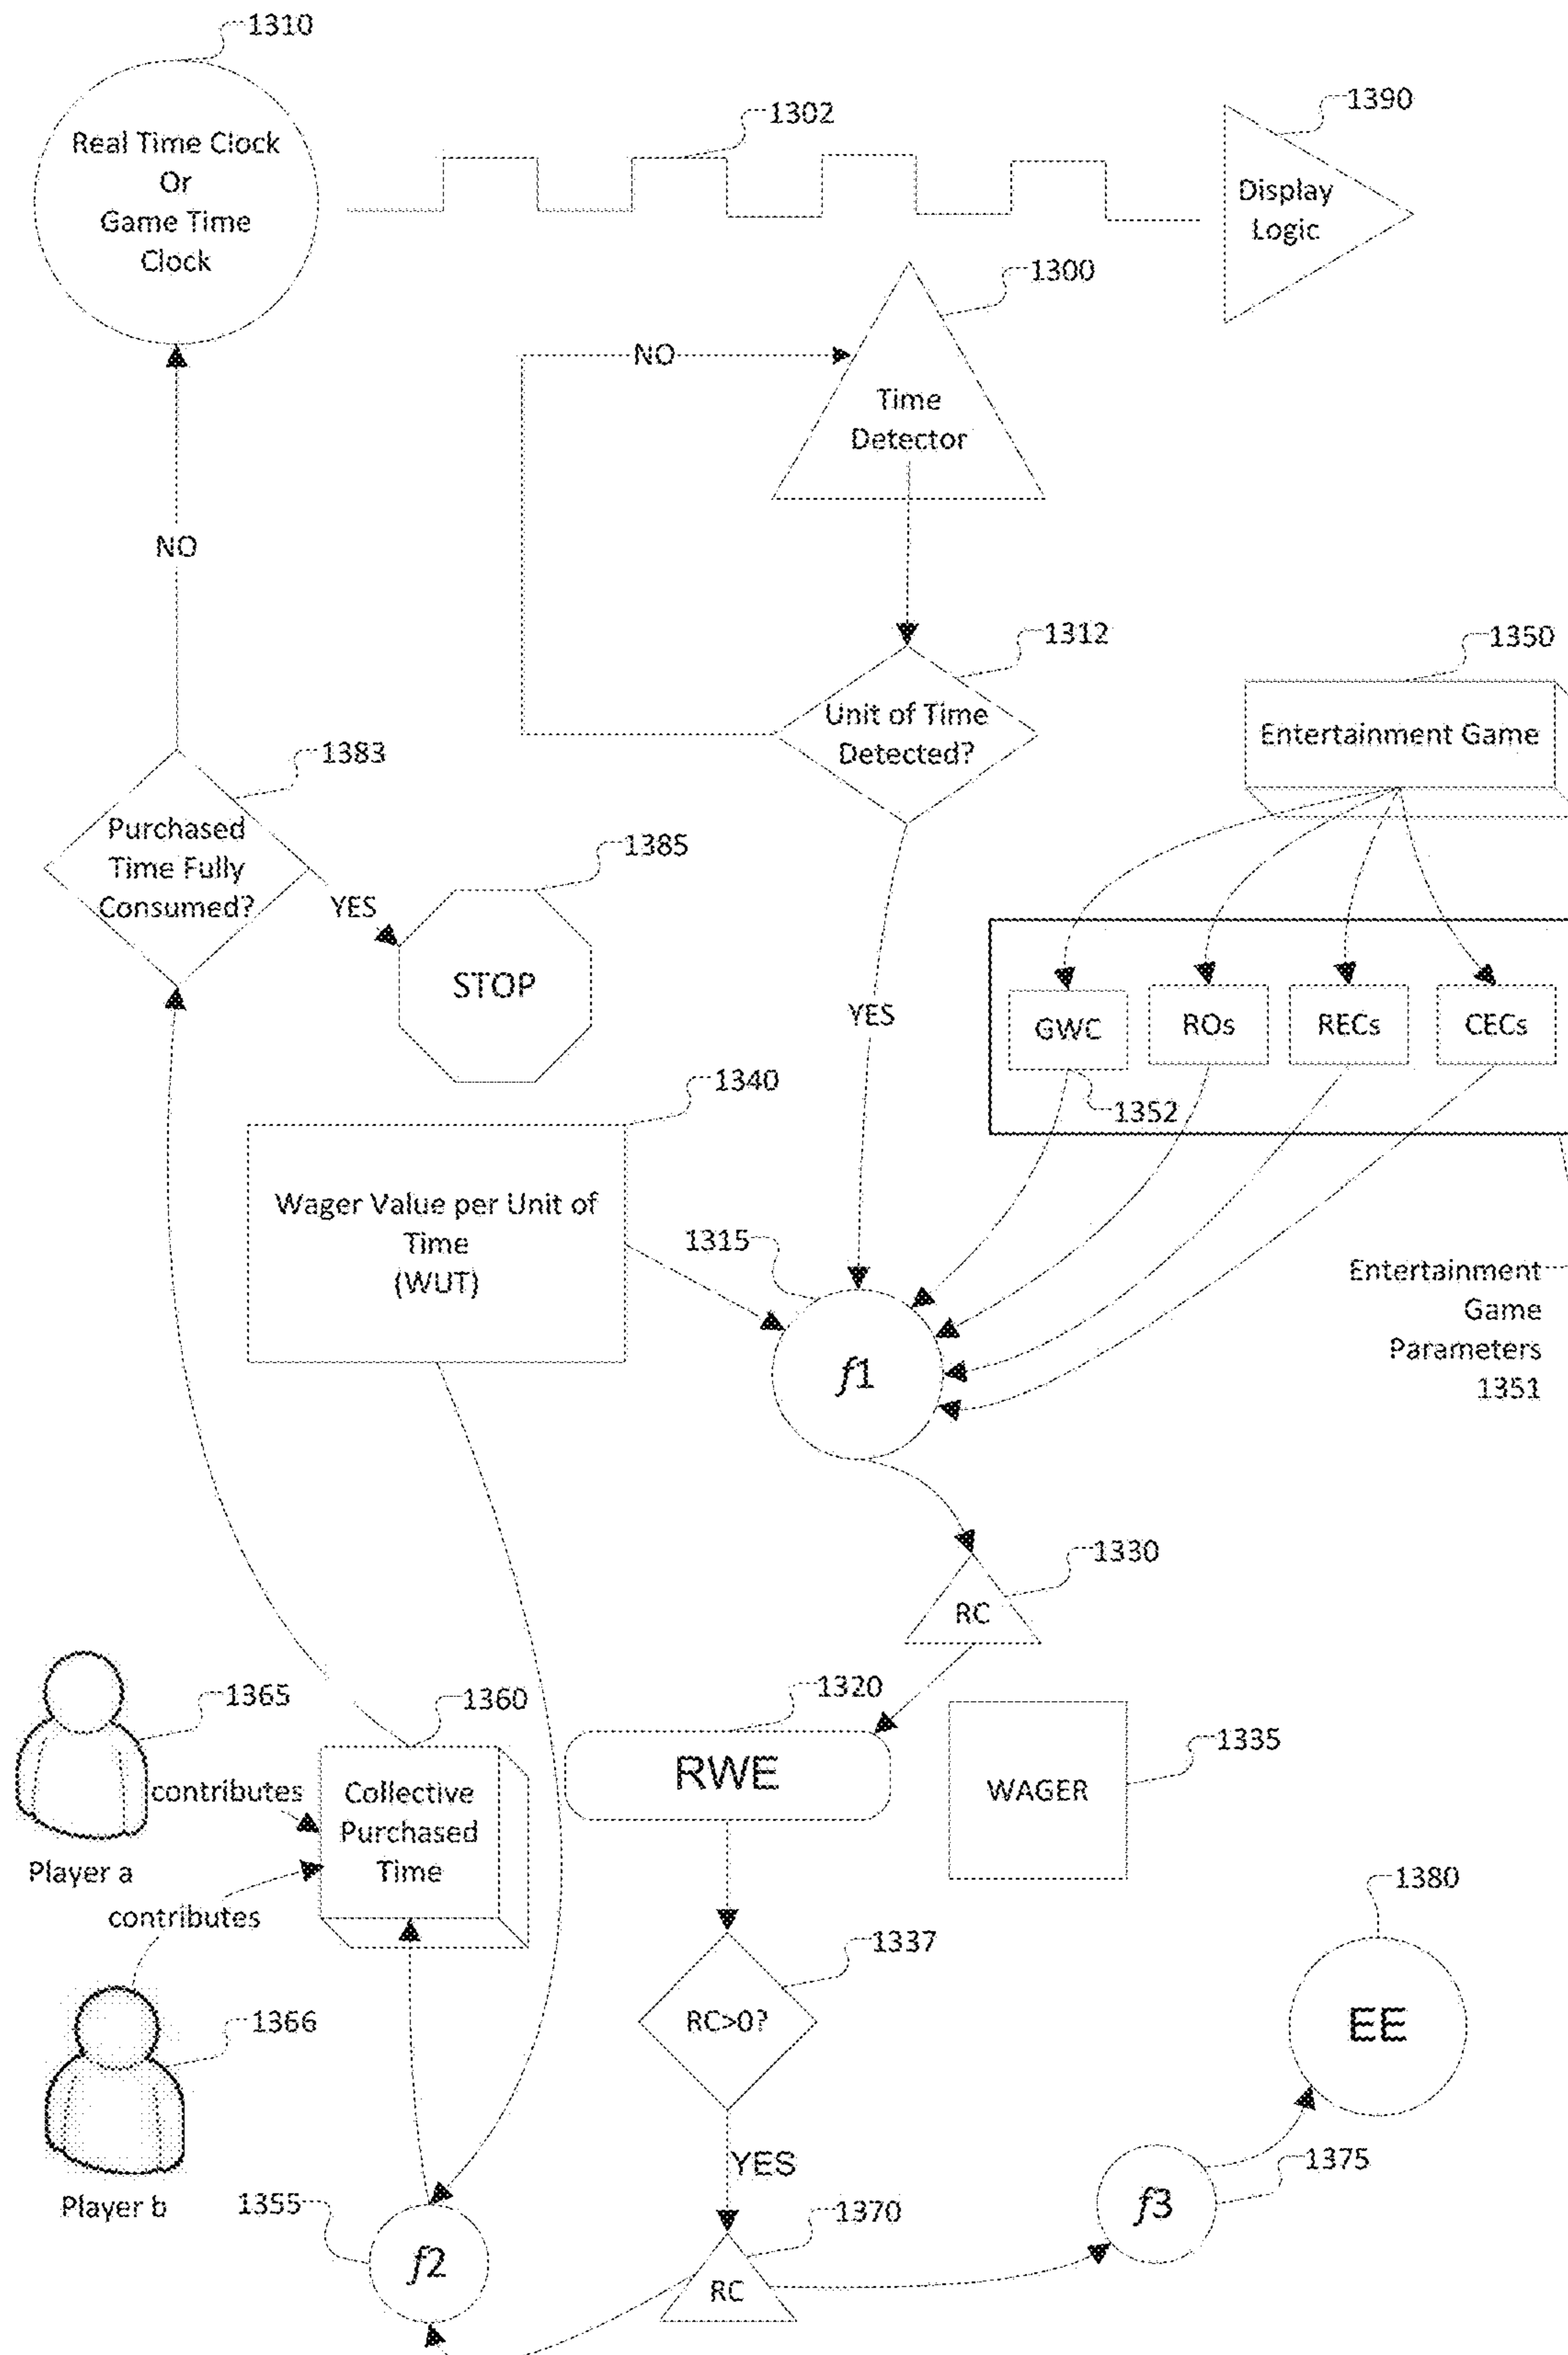 1310
Real Time Clock
Or
Game Time
Clock
1302
1390
Display
Logic
1300
NO
Time
Detector
NO
1312
Unit of Time
Detected?
1350
Entertainment Game
1383
Purchased
Time Fully
Consumed?
YES
1385
STOP
YES
GWC
ROs
RECs
CECs
1352
1340
Wager Value per Unit of
Time
(WUT)
1315
f1
Entertainment
Game
Parameters
1351
1330
RC
1365
Player a
contributes
1360
Collective
Purchased
Time
1320
RWE
WAGER
1335
contributes
1366
Player b
1337
RC>0?
1380
EE
YES
1355
f2
1370
RC
f3
1375